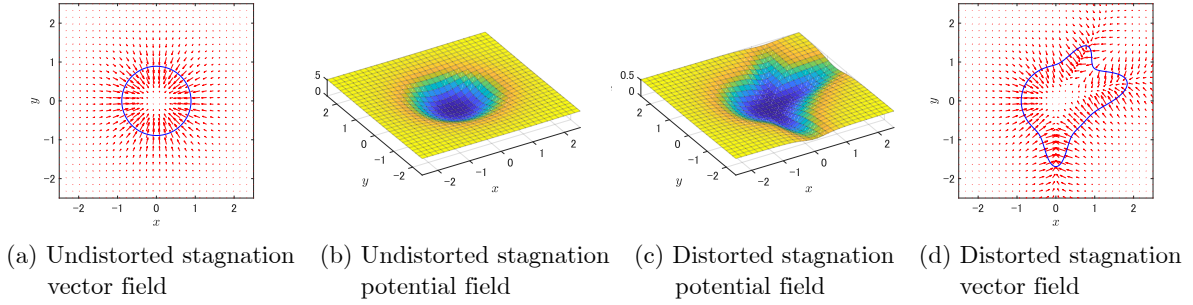 2
1
0
−1
−2
y
−2 −1 0 1 2
x
5
0
2
1
0
−1
−2
y
−2
−1
0
1
2
x
0.5
0
2
1
0
−1
−2
y
−2
−1
0
1
2
x
2
1
0
−1
−2
y
−2 −1 0 1 2
x
(a) Undistorted stagnation
vector field
(b) Undistorted stagnation
potential field
(c) Distorted stagnation
potential field
(d) Distorted stagnation
vector field